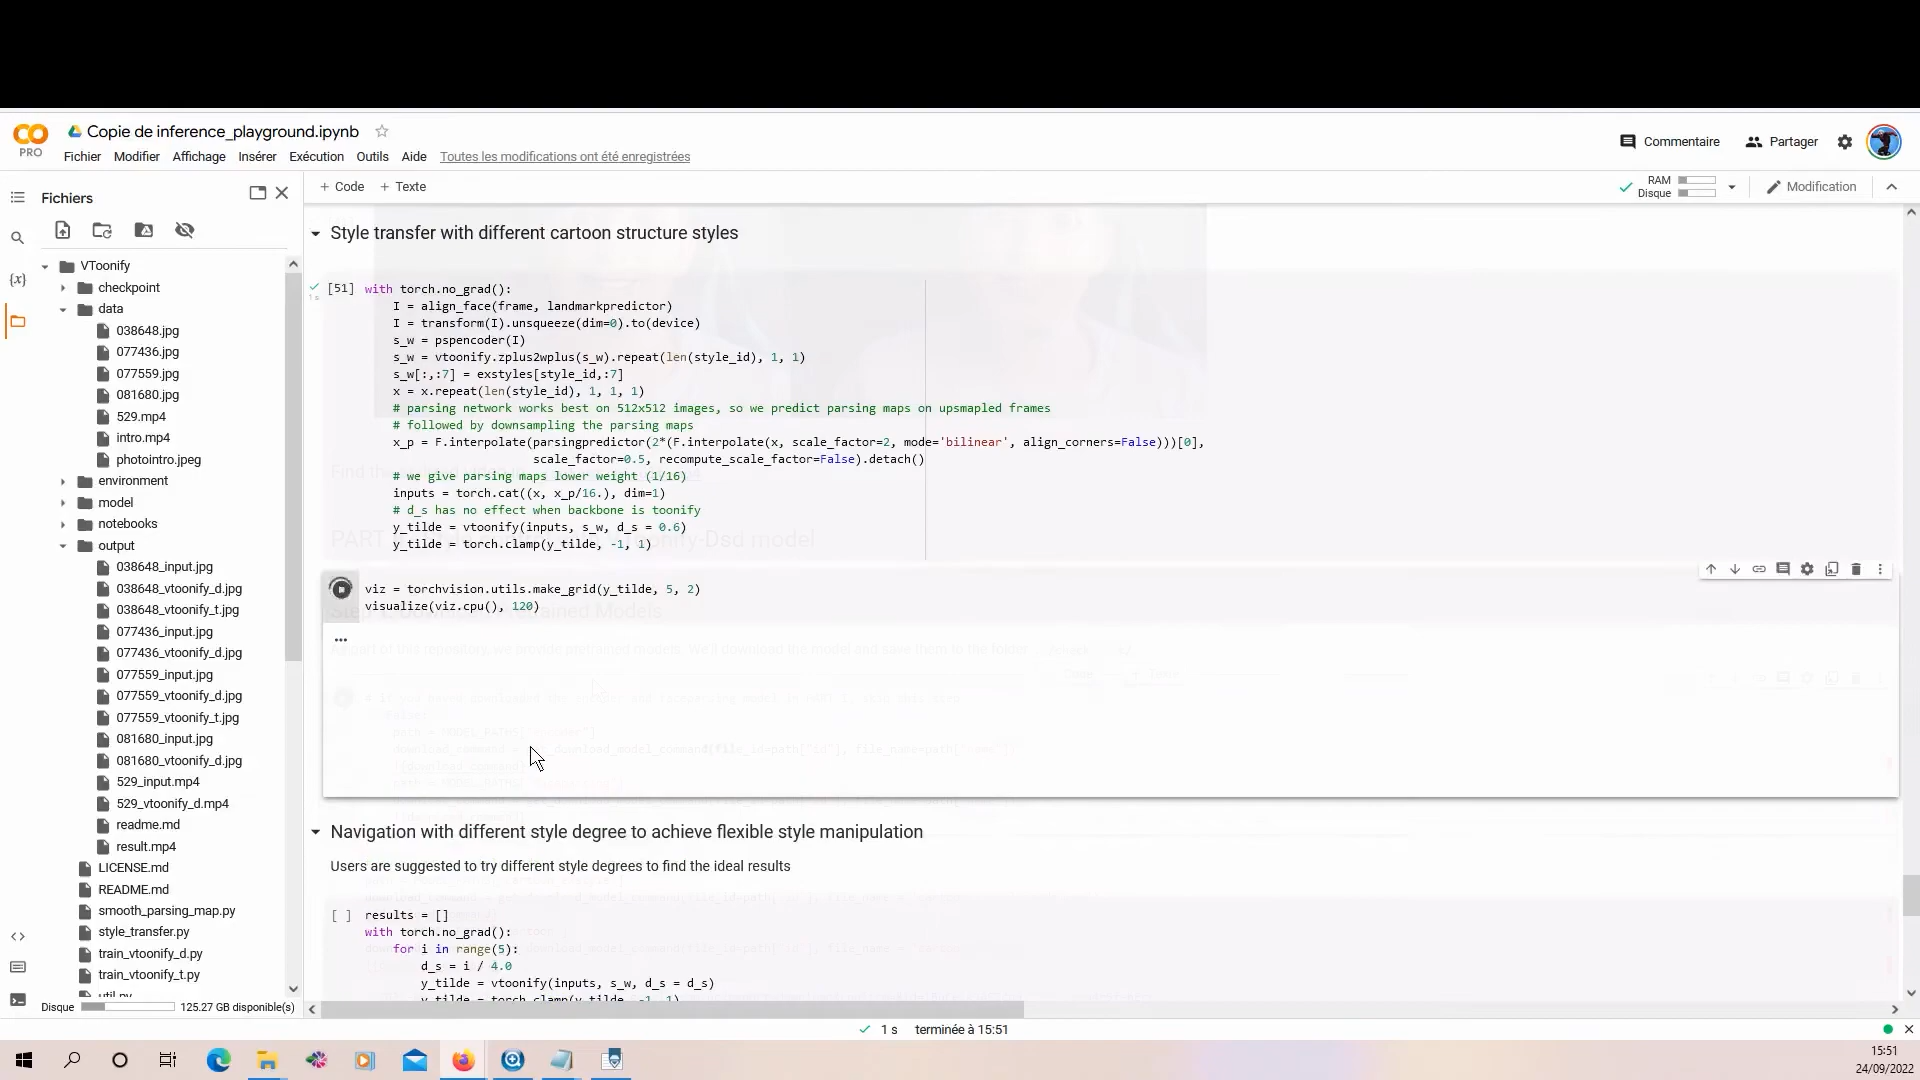 Copie de inference_playground.ipynb
PRO
Fichier Modifier Affichage Insérer Exécution Outils Aide Toutes les modifications ont été enregistrées
Commentaire Partager
Fichiers
+ Code + Texte
RAM
Disque
Modification
VToonify
checkpoint
data
038648.jpg
077436.jpg
077559.jpg
081680.jpg
529.mp4
intro.mp4
photointro.jpeg
environment
model
notebooks
output
038648_input.jpg
038648_vtoonify_d.jpg
038648_vtoonify_t.jpg
077436_input.jpg
077436_vtoonify_d.jpg
077559_input.jpg
077559_vtoonify_d.jpg
077559_vtoonify_t.jpg
081680_input.jpg
081680_vtoonify_d.jpg
529_input.mp4
529_vtoonify_d.mp4
readme.md
result.mp4
LICENSE.md
README.md
smooth_parsing_map.py
style_transfer.py
train_vtoonify_d.py
train_vtoonify_t.py
util.py
Disque 125.27 GB disponible(s)
Style transfer with different cartoon structure styles
1 s
[51] with torch.no_grad():
I = align_face(frame, landmarkpredictor)
I = transform(I).unsqueeze(dim=0).to(device)
s_w = pspencoder(I)
s_w = vtoonify.zplus2wplus(s_w).repeat(len(style_id), 1, 1)
s_w[:,:7] = exstyles[style_id,:7]
x = x.repeat(len(style_id), 1, 1, 1)
# parsing network works best on 512x512 images, so we predict parsing maps on upsmapled frames
# followed by downsampling the parsing maps
x_p = F.interpolate(parsingpredictor(2*(F.interpolate(x, scale_factor=2, mode='bilinear', align_corners=False)))[0],
scale_factor=0.5, recompute_scale_factor=False).detach()
# we give parsing maps lower weight (1/16)
inputs = torch.cat((x, x_p/16.), dim=1)
# d_s has no effect when backbone is toonify
y_tilde = vtoonify(inputs, s_w, d_s = 0.6)
y_tilde = torch.clamp(y_tilde, -1, 1)
viz = torchvision.utils.make_grid(y_tilde, 5, 2)
visualize(viz.cpu(), 120)
...
Navigation with different style degree to achieve flexible style manipulation
Users are suggested to try different style degrees to find the ideal results
[ ] results = []
with torch.no_grad():
for i in range(5):
d_s = i / 4.0
y_tilde = vtoonify(inputs, s_w, d_s = d_s)
y_tilde = torch.clamp(y_tilde, -1, 1)
1 s terminée à 15:51
15:51
24/09/2022